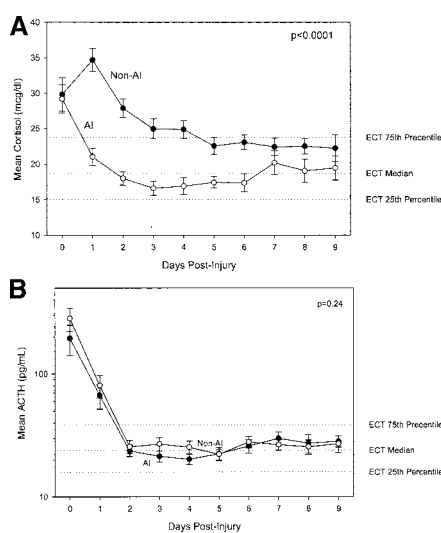 A
p<0.0001
Mean Cortisol (mcg/dl)
40
35
30
25
20
15
10
Non-AI
AI
ECT 75th Precentile
ECT Median
ECT 25th Percentile
0 1 2 3 4 5 6 7 8 9
Days Post-Injury
B
p=0.24
Mean ACTH (pg/mL)
100
10
Non-AI
AI
ECT 75th Percentile
ECT Median
ECT 25th Percentile
0 1 2 3 4 5 6 7 8 9
Days Post-Injury